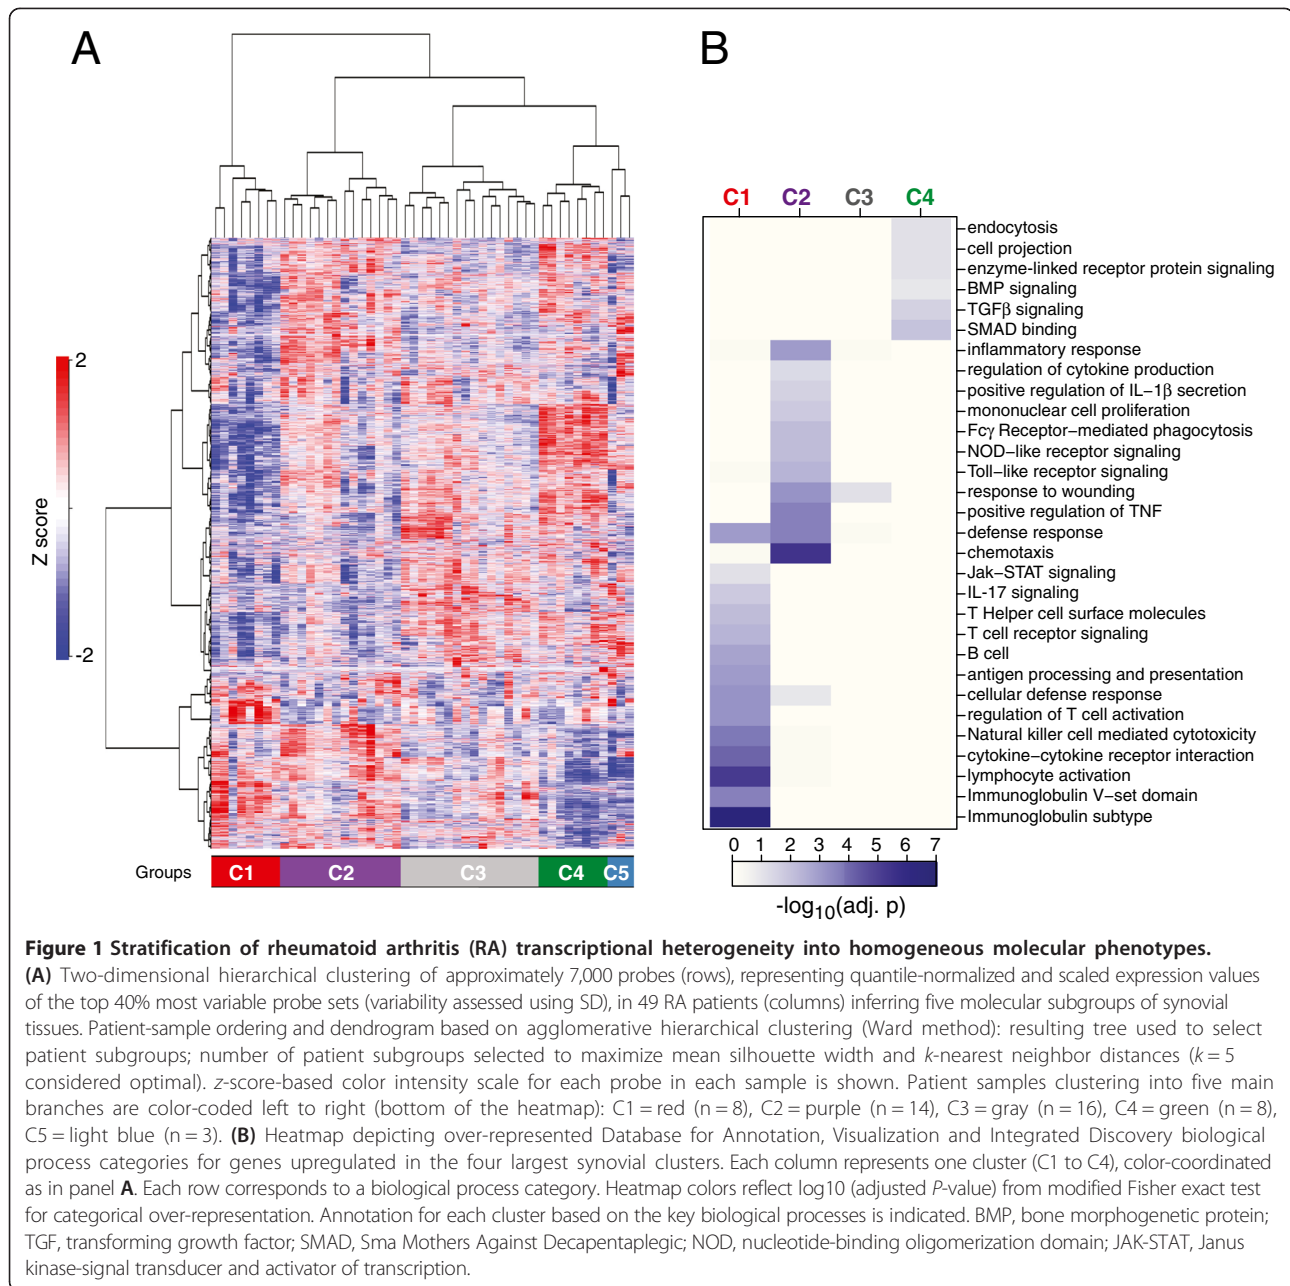 A
B
C1 C2 C3 C4
endocytosis
cell projection
enzyme-linked receptor protein signaling
BMP signaling
TGFβ signaling
SMAD binding
inflammatory response
regulation of cytokine production
positive regulation of IL−1β secretion
mononuclear cell proliferation
Fcγ Receptor−mediated phagocytosis
NOD−like receptor signaling
Toll−like receptor signaling
response to wounding
positive regulation of TNF
defense response
chemotaxis
Jak−STAT signaling
IL-17 signaling
T Helper cell surface molecules
T cell receptor signaling
B cell
antigen processing and presentation
cellular defense response
regulation of T cell activation
Natural killer cell mediated cytotoxicity
cytokine−cytokine receptor interaction
lymphocyte activation
Immunoglobulin V−set domain
Immunoglobulin subtype
2
Z score
-2
Groups C1 C2 C3 C4 C5
0 1 2 3 4 5 6 7
-log10(adj. p)
Figure 1 Stratification of rheumatoid arthritis (RA) transcriptional heterogeneity into homogeneous molecular phenotypes.
(A) Two-dimensional hierarchical clustering of approximately 7,000 probes (rows), representing quantile-normalized and scaled expression values
of the top 40% most variable probe sets (variability assessed using SD), in 49 RA patients (columns) inferring five molecular subgroups of synovial
tissues. Patient-sample ordering and dendrogram based on agglomerative hierarchical clustering (Ward method): resulting tree used to select
patient subgroups; number of patient subgroups selected to maximize mean silhouette width and k-nearest neighbor distances (k = 5
considered optimal). z-score-based color intensity scale for each probe in each sample is shown. Patient samples clustering into five main
branches are color-coded left to right (bottom of the heatmap): C1 = red (n = 8), C2 = purple (n = 14), C3 = gray (n = 16), C4 = green (n = 8),
C5 = light blue (n = 3). (B) Heatmap depicting over-represented Database for Annotation, Visualization and Integrated Discovery biological
process categories for genes upregulated in the four largest synovial clusters. Each column represents one cluster (C1 to C4), color-coordinated
as in panel A. Each row corresponds to a biological process category. Heatmap colors reflect log10 (adjusted P-value) from modified Fisher exact test
for categorical over-representation. Annotation for each cluster based on the key biological processes is indicated. BMP, bone morphogenetic protein;
TGF, transforming growth factor; SMAD, Sma Mothers Against Decapentaplegic; NOD, nucleotide-binding oligomerization domain; JAK-STAT, Janus
kinase-signal transducer and activator of transcription.